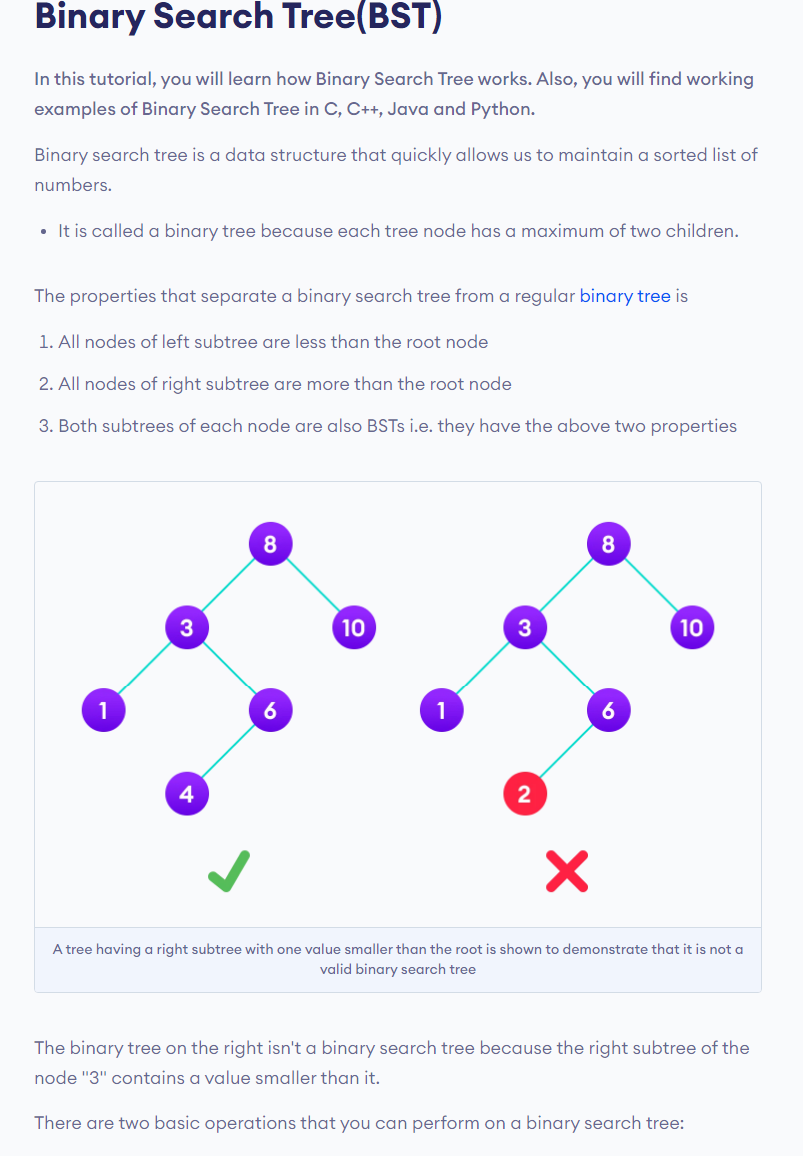 Binary Search Tree(BST)
In this tutorial, you will learn how Binary Search Tree works. Also, you will find working
examples of Binary Search Tree in C, C++, Java and Python.
Binary search tree is a data structure that quickly allows us to maintain a sorted list of
numbers.
• It is called a binary tree because each tree node has a maximum of two children.
The properties that separate a binary search tree from a regular binary tree is
1. All nodes of left subtree are less than the root node
2. All nodes of right subtree are more than the root node
3. Both subtrees of each node are also BSTs i.e. they have the above two properties
8
3
10
1
6
4
8
3
10
1
6
2
A tree having a right subtree with one value smaller than the root is shown to demonstrate that it is not a
valid binary search tree
The binary tree on the right isn't a binary search tree because the right subtree of the
node "3" contains a value smaller than it.
There are two basic operations that you can perform on a binary search tree: